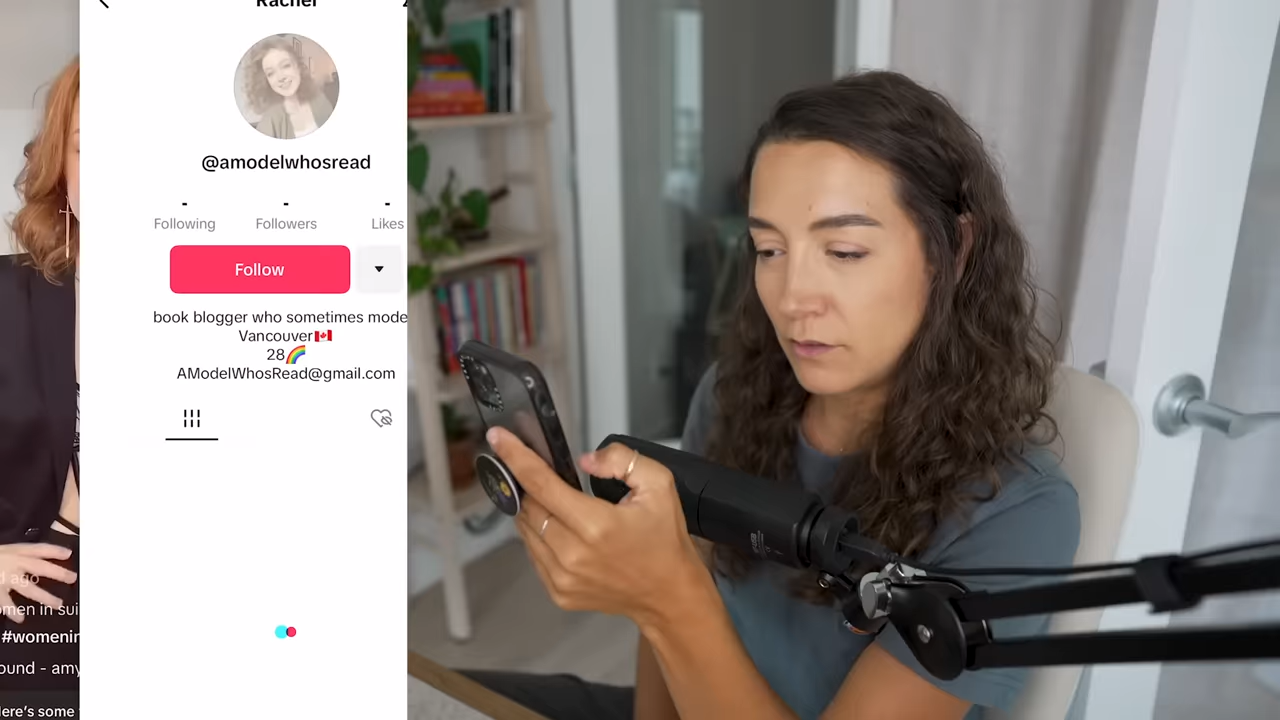 Rachel
@amodelwhosread
- - -
Following Followers Likes
Follow
book blogger who sometimes mode
Vancouver🇨🇦
28🌈
AModelWhosRead@gmail.com
d ago
men in sui
#womenin
ound - amy
Here's some